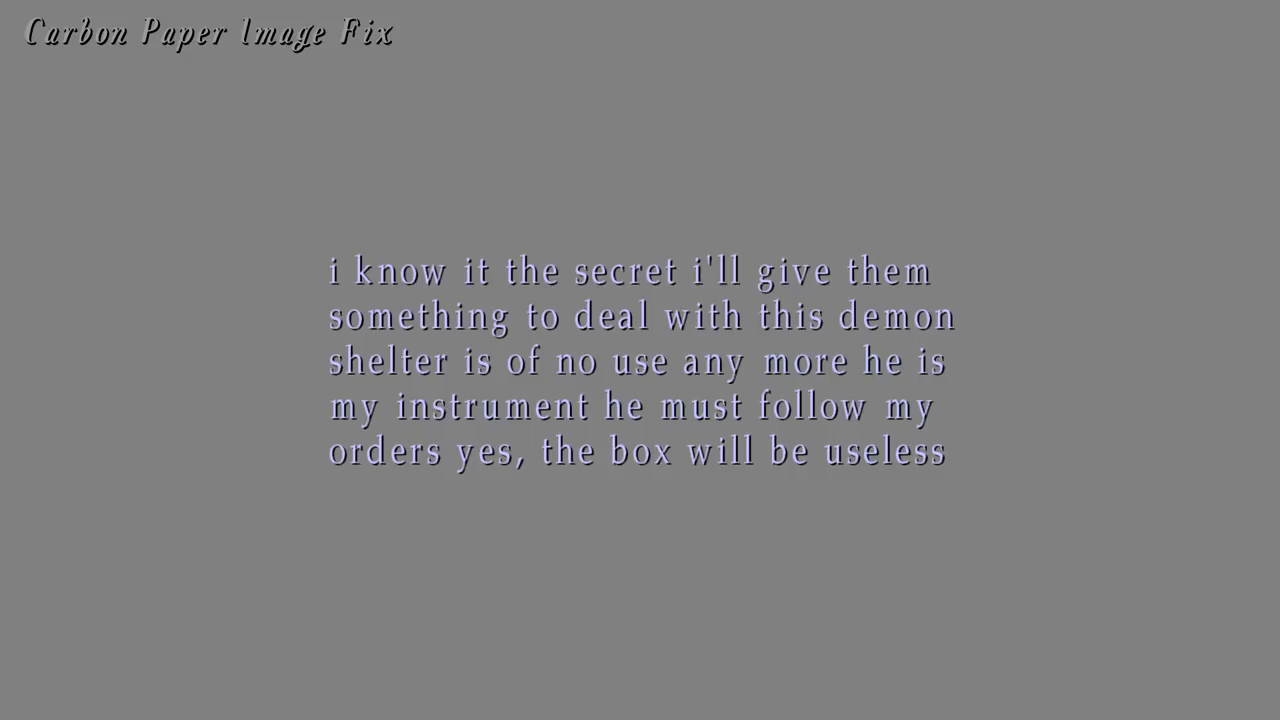 Carbon Paper Image Fix
i know it the secret i'll give them
something to deal with this demon
shelter is of no use any more he is
my instrument he must follow my
orders yes, the box will be useless